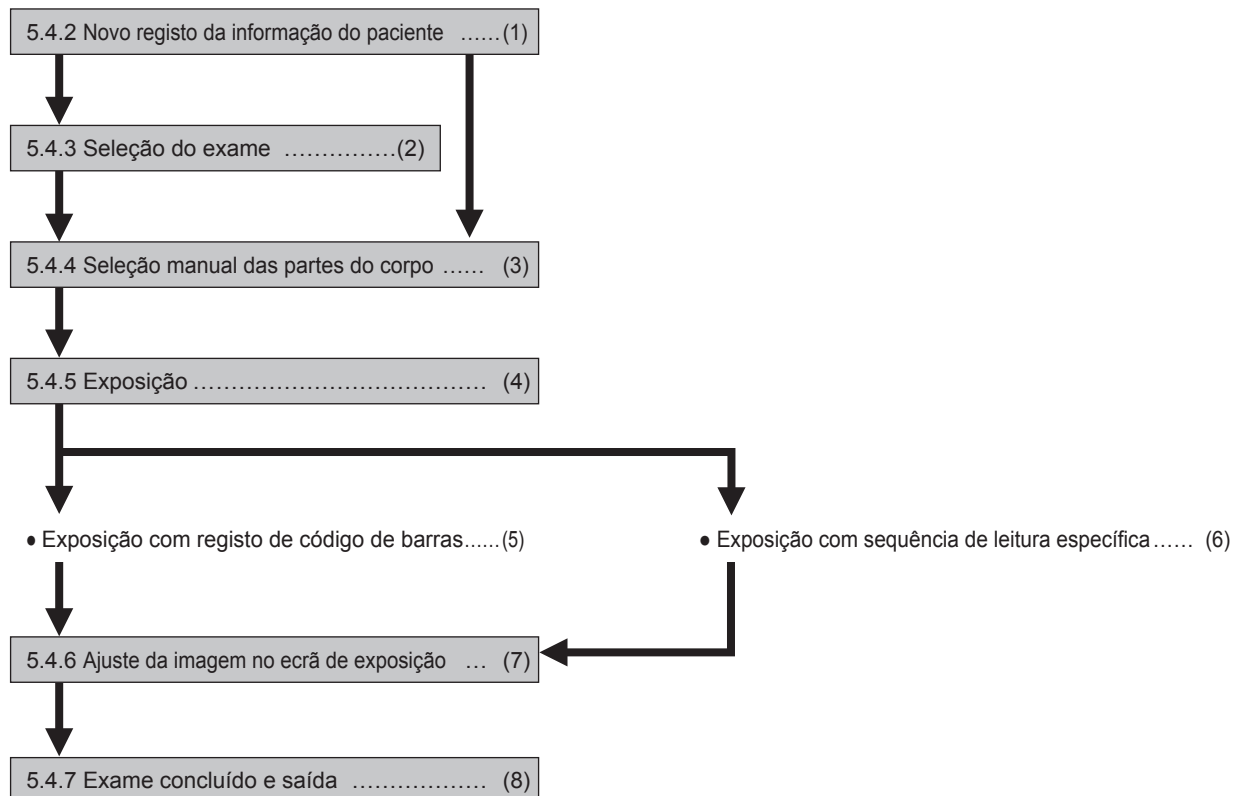 5.4.2 Novo registo da informação do paciente ......(1)
5.4.3 Seleção do exame ...............(2)
5.4.4 Seleção manual das partes do corpo ...... (3)
5.4.5 Exposição ...................................... (4)
● Exposição com registo de código de barras......(5)
● Exposição com sequência de leitura específica...... (6)
5.4.6 Ajuste da imagem no ecrã de exposição ... (7)
5.4.7 Exame concluído e saída .................. (8)